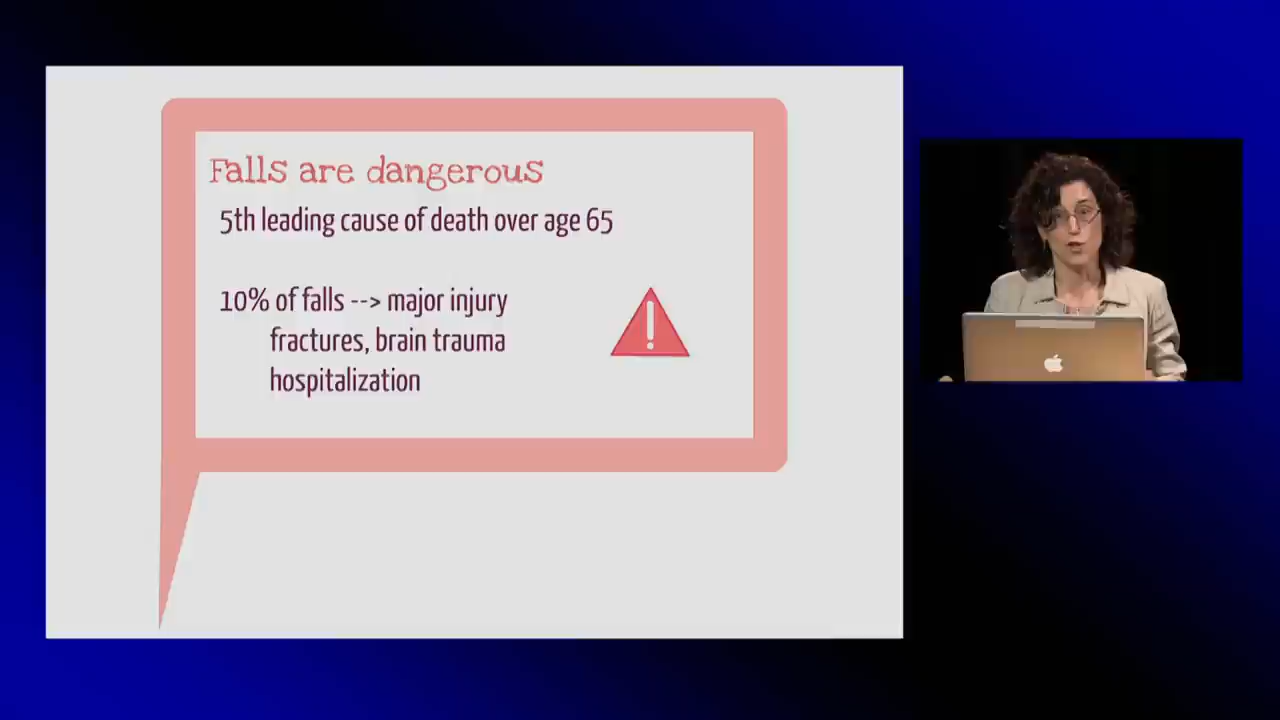 Falls are dangerous
5th leading cause of death over age 65
10% of falls --> major injury
fractures, brain trauma
hospitalization